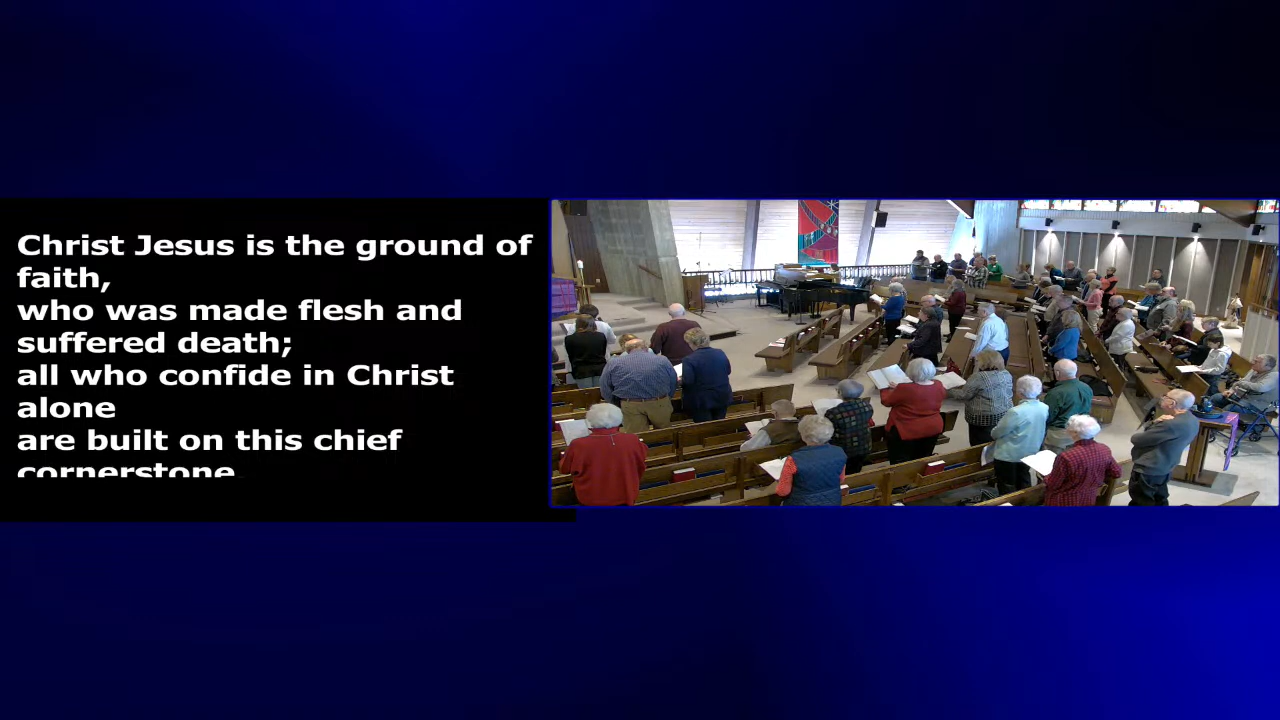 Christ Jesus is the ground of
faith,
who was made flesh and
suffered death;
all who confide in Christ
alone
are built on this chief
cornerstone.